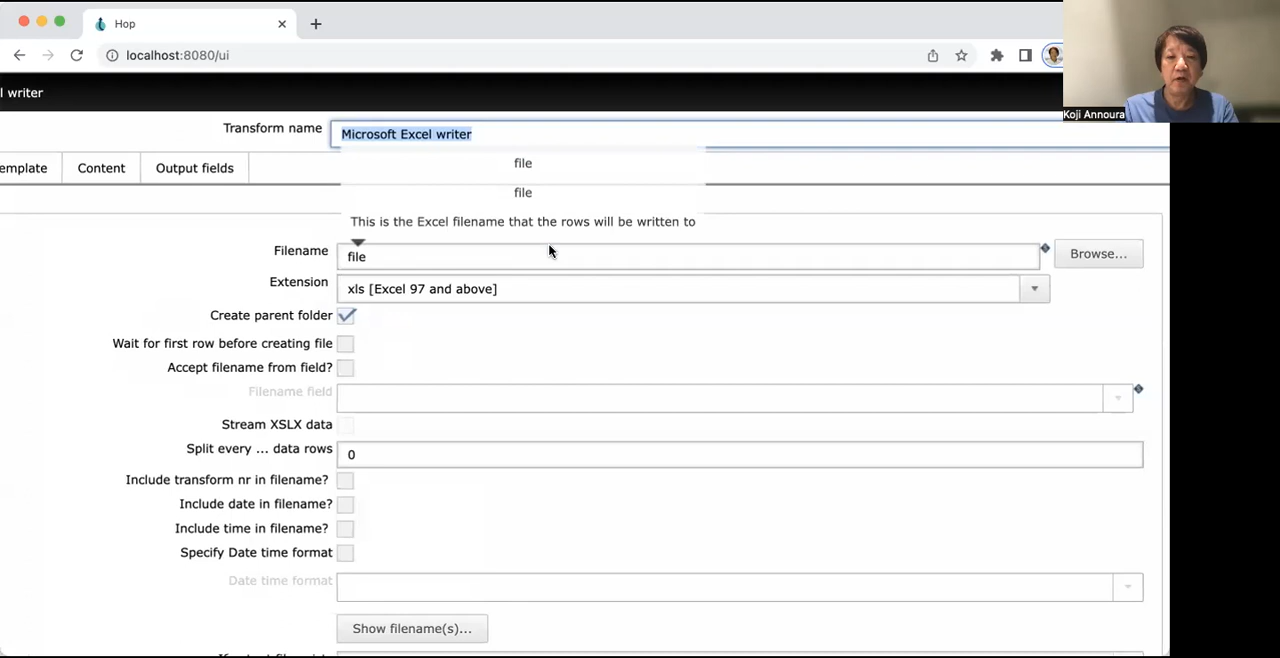 Hop
localhost:8080/ui
l writer
Koji Annoura
Transform name
Microsoft Excel writer
emplate
Content
Output fields
file
file
This is the Excel filename that the rows will be written to
Filename
file
Browse...
Extension
xls [Excel 97 and above]
Create parent folder
Wait for first row before creating file
Accept filename from field?
Filename field
Stream XSLX data
Split every ... data rows
0
Include transform nr in filename?
Include date in filename?
Include time in filename?
Specify Date time format
Date time format
Show filename(s)...